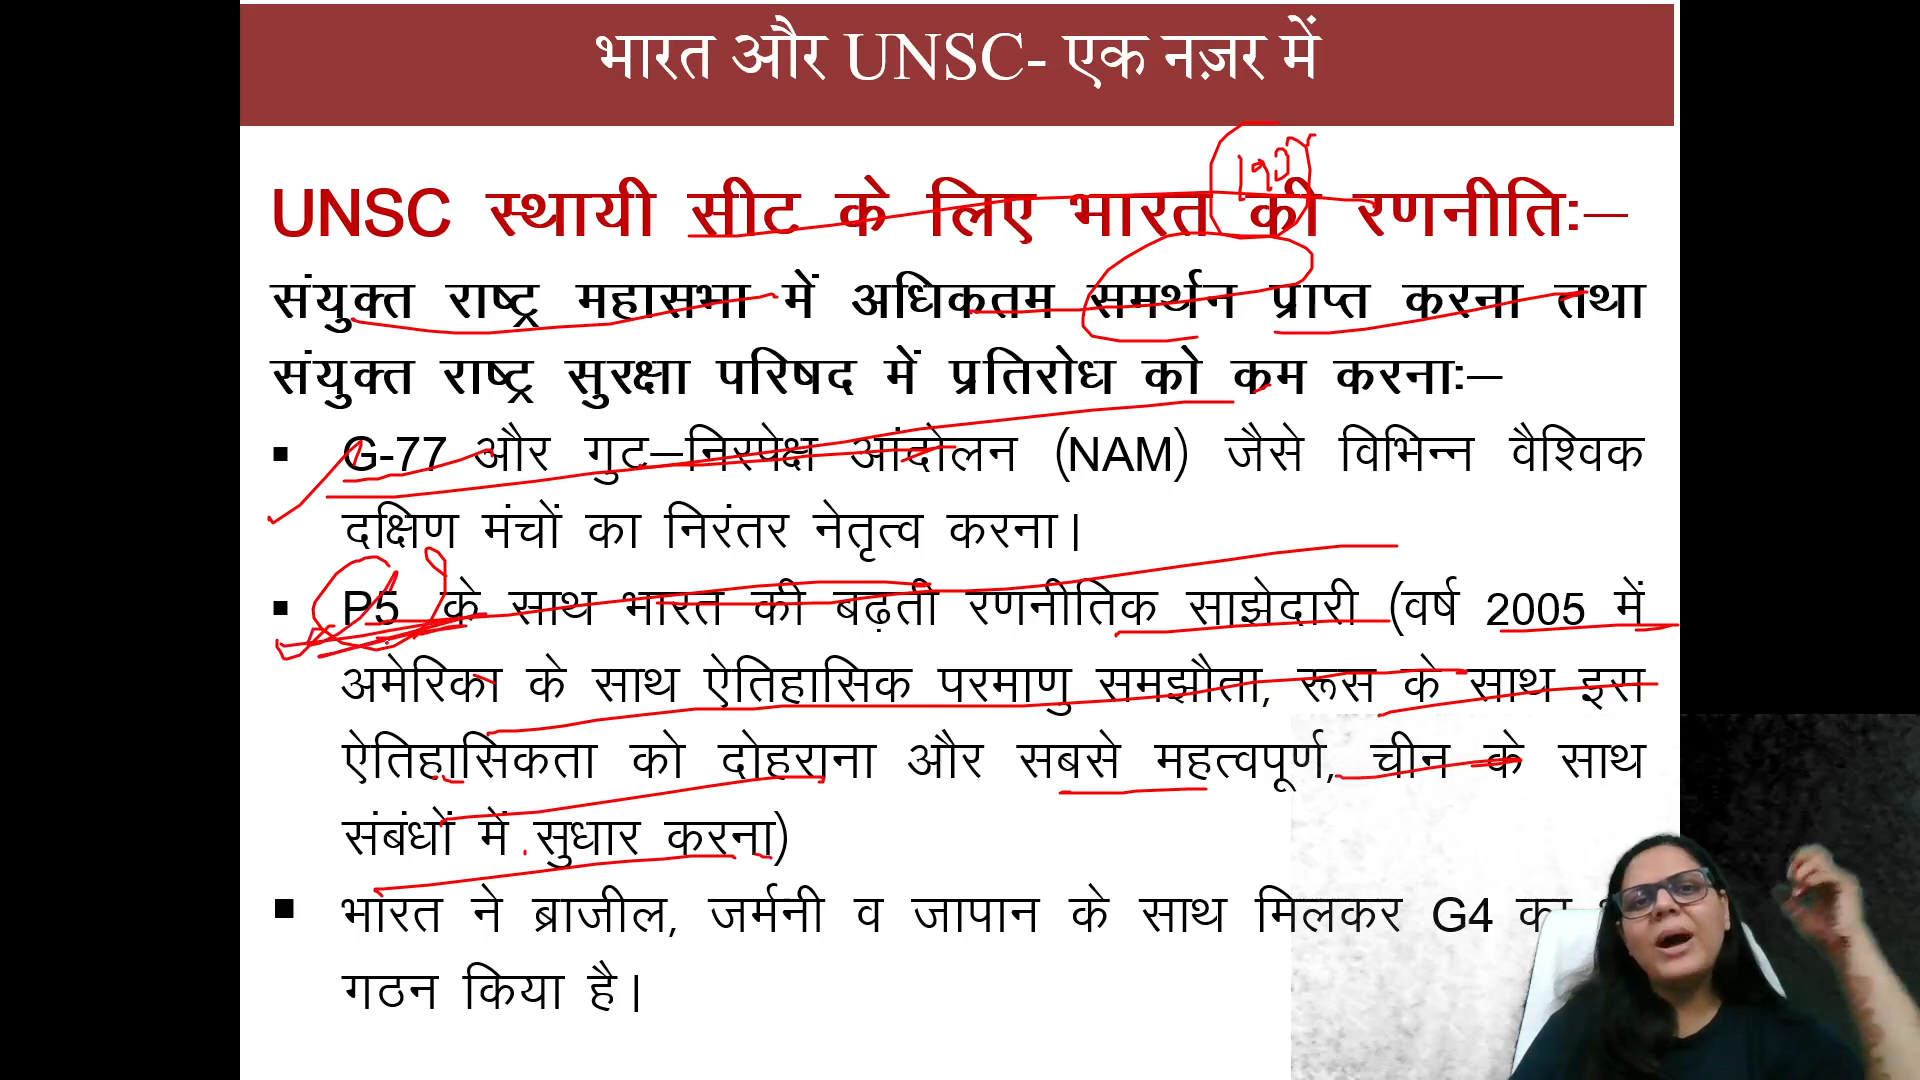 भारत और UNSC- एक नज़र में
UNSC स्थायी सीट के लिए भारत की रणनीतिः–
संयुक्त राष्ट्र महासभा में अधिकतम समर्थन प्राप्त करना तथा
संयुक्त राष्ट्र सुरक्षा परिषद में प्रतिरोध को कम करनाः–
▪ G-77 और गुट–निरपेक्ष आंदोलन (NAM) जैसे विभिन्न वैश्विक
दक्षिण मंचों का निरंतर नेतृत्व करना।
▪ P5 के साथ भारत की बढ़ती रणनीतिक साझेदारी (वर्ष 2005 में
अमेरिका के साथ ऐतिहासिक परमाणु समझौता, रूस के साथ इस
ऐतिहासिकता को दोहराना और सबसे महत्वपूर्ण, चीन के साथ
संबंधों में सुधार करना)
▪ भारत ने ब्राजील, जर्मनी व जापान के साथ मिलकर G4 का
गठन किया है।